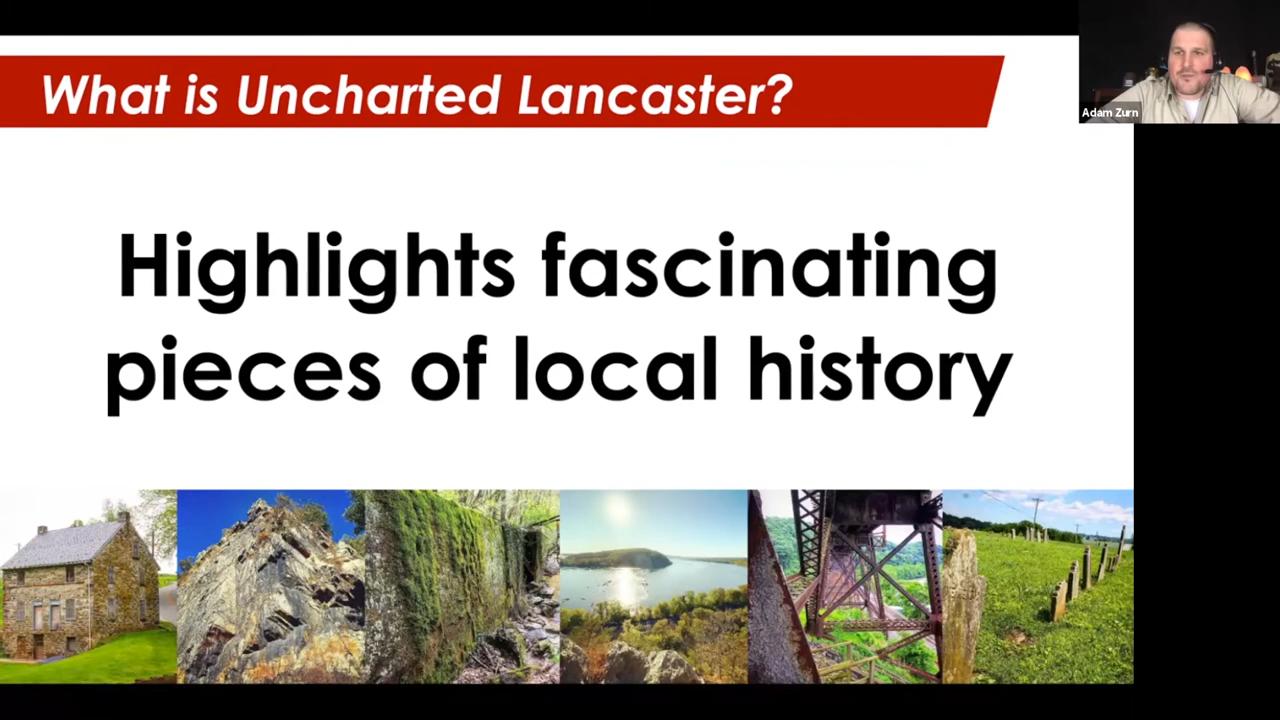 What is Uncharted Lancaster?
Adam Zurn
Highlights fascinating
pieces of local history